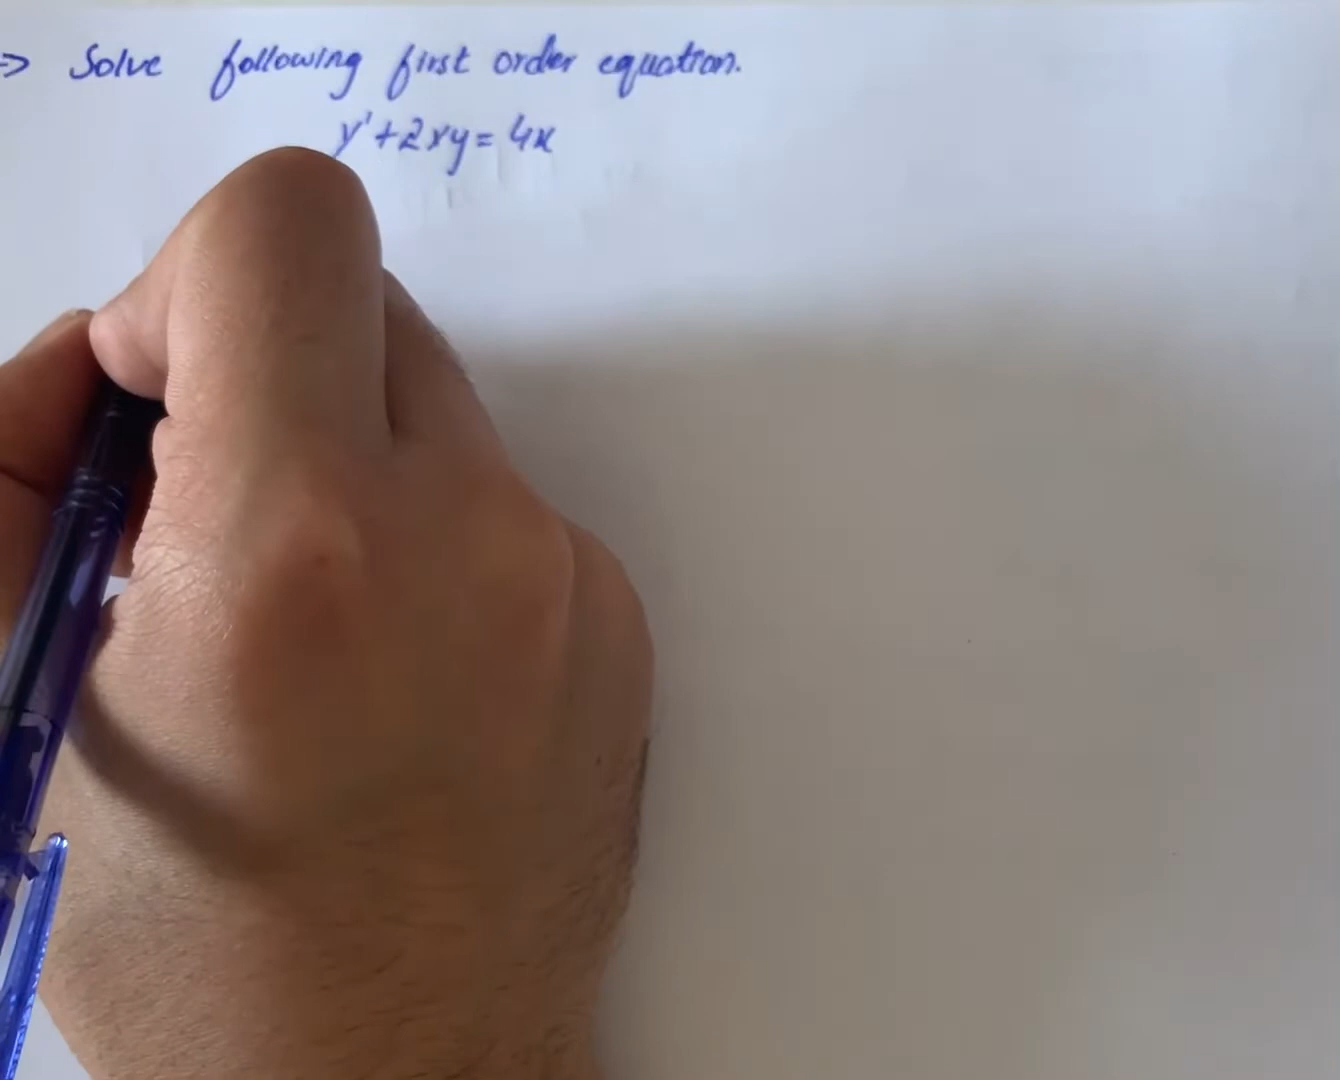 => Solve following first order equation.
y'+2xy=4x